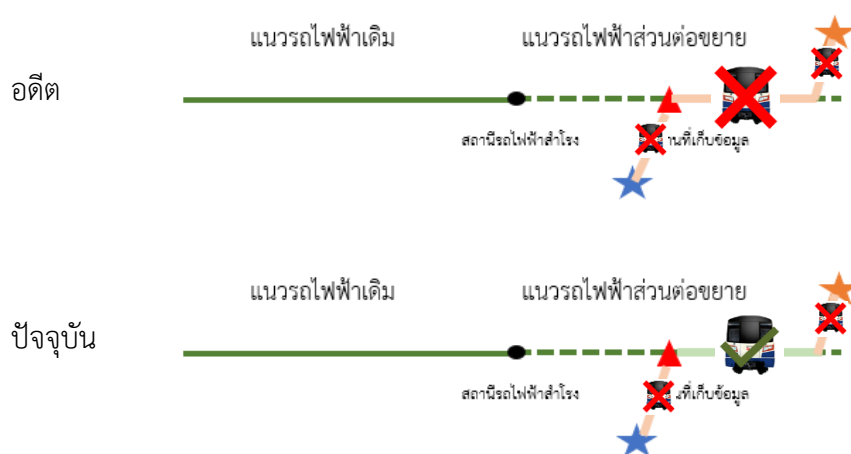 แนวรถไฟฟ้าเดิม แนวรถไฟฟ้าส่วนต่อขยาย
อดีต
สถานีรถไฟฟ้าสำโรง านที่เก็บข้อมูล
แนวรถไฟฟ้าเดิม แนวรถไฟฟ้าส่วนต่อขยาย
ปัจจุบัน
สถานีรถไฟฟ้าสำโรง ที่เก็บข้อมูล